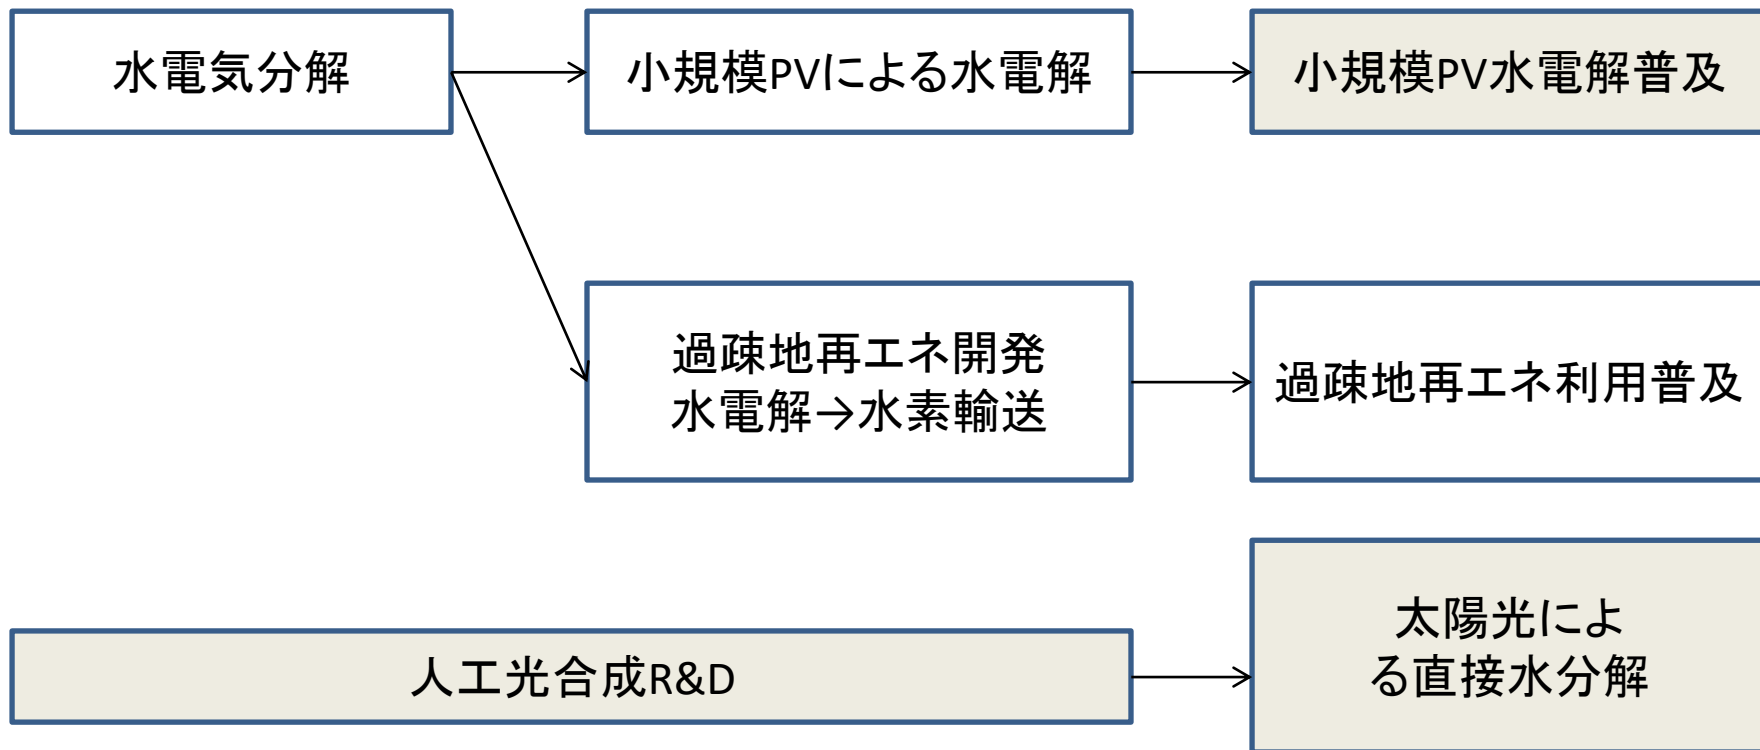 水電気分解
小規模PVによる水電解
小規模PV水電解普及
過疎地再エネ開発
水電解→水素輸送
過疎地再エネ利用普及
人工光合成R&D
太陽光によ
る直接水分解